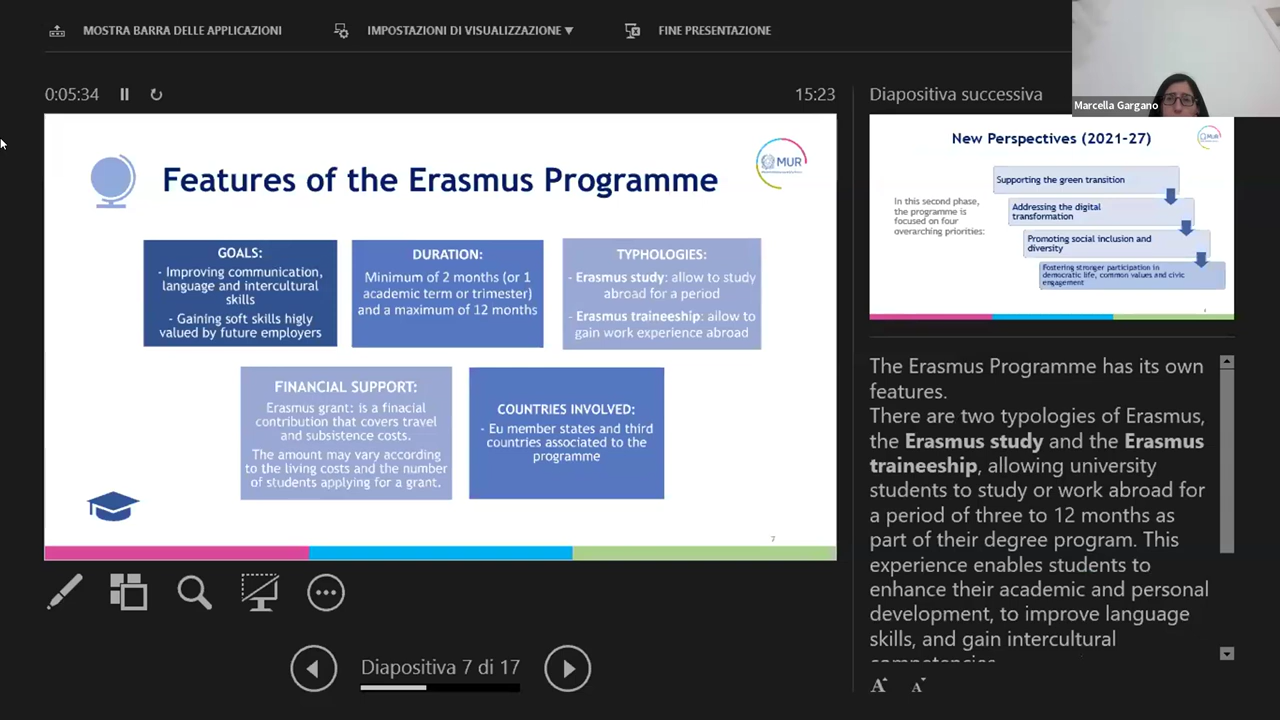 MOSTRA BARRA DELLE APPLICAZIONI
IMPOSTAZIONI DI VISUALIZZAZIONE ▼
FINE PRESENTAZIONE
Marcella Gargano
0:05:34
15:23
Features of the Erasmus Programme
MUR
GOALS:
- Improving communication,
language and intercultural
skills
- Gaining soft skills higly
valued by future employers
DURATION:
Minimum of 2 months (or 1
academic term or trimester)
and a maximum of 12 months
TYPHOLOGIES:
- Erasmus study: allow to study
abroad for a period
- Erasmus traineeship: allow to
gain work experience abroad
FINANCIAL SUPPORT:
Erasmus grant: is a finacial
contribution that covers travel
and subsistence costs.
The amount may vary according
to the living costs and the number
of students applying for a grant.
COUNTRIES INVOLVED:
- Eu member states and third
countries associated to the
programme
7
Diapositiva 7 di 17
Diapositiva successiva
New Perspectives (2021-27)
MUR
In this second phase,
the programme is
focused on four
overarching priorities:
Supporting the green transition
Addressing the digital
transformation
Promoting social inclusion and
diversity
Fostering stronger participation in
democratic life, common values and civic
engagement
The Erasmus Programme has its own
features.
There are two typologies of Erasmus,
the Erasmus study and the Erasmus
traineeship, allowing university
students to study or work abroad for
a period of three to 12 months as
part of their degree program. This
experience enables students to
enhance their academic and personal
development, to improve language
skills, and gain intercultural
competencies
A A